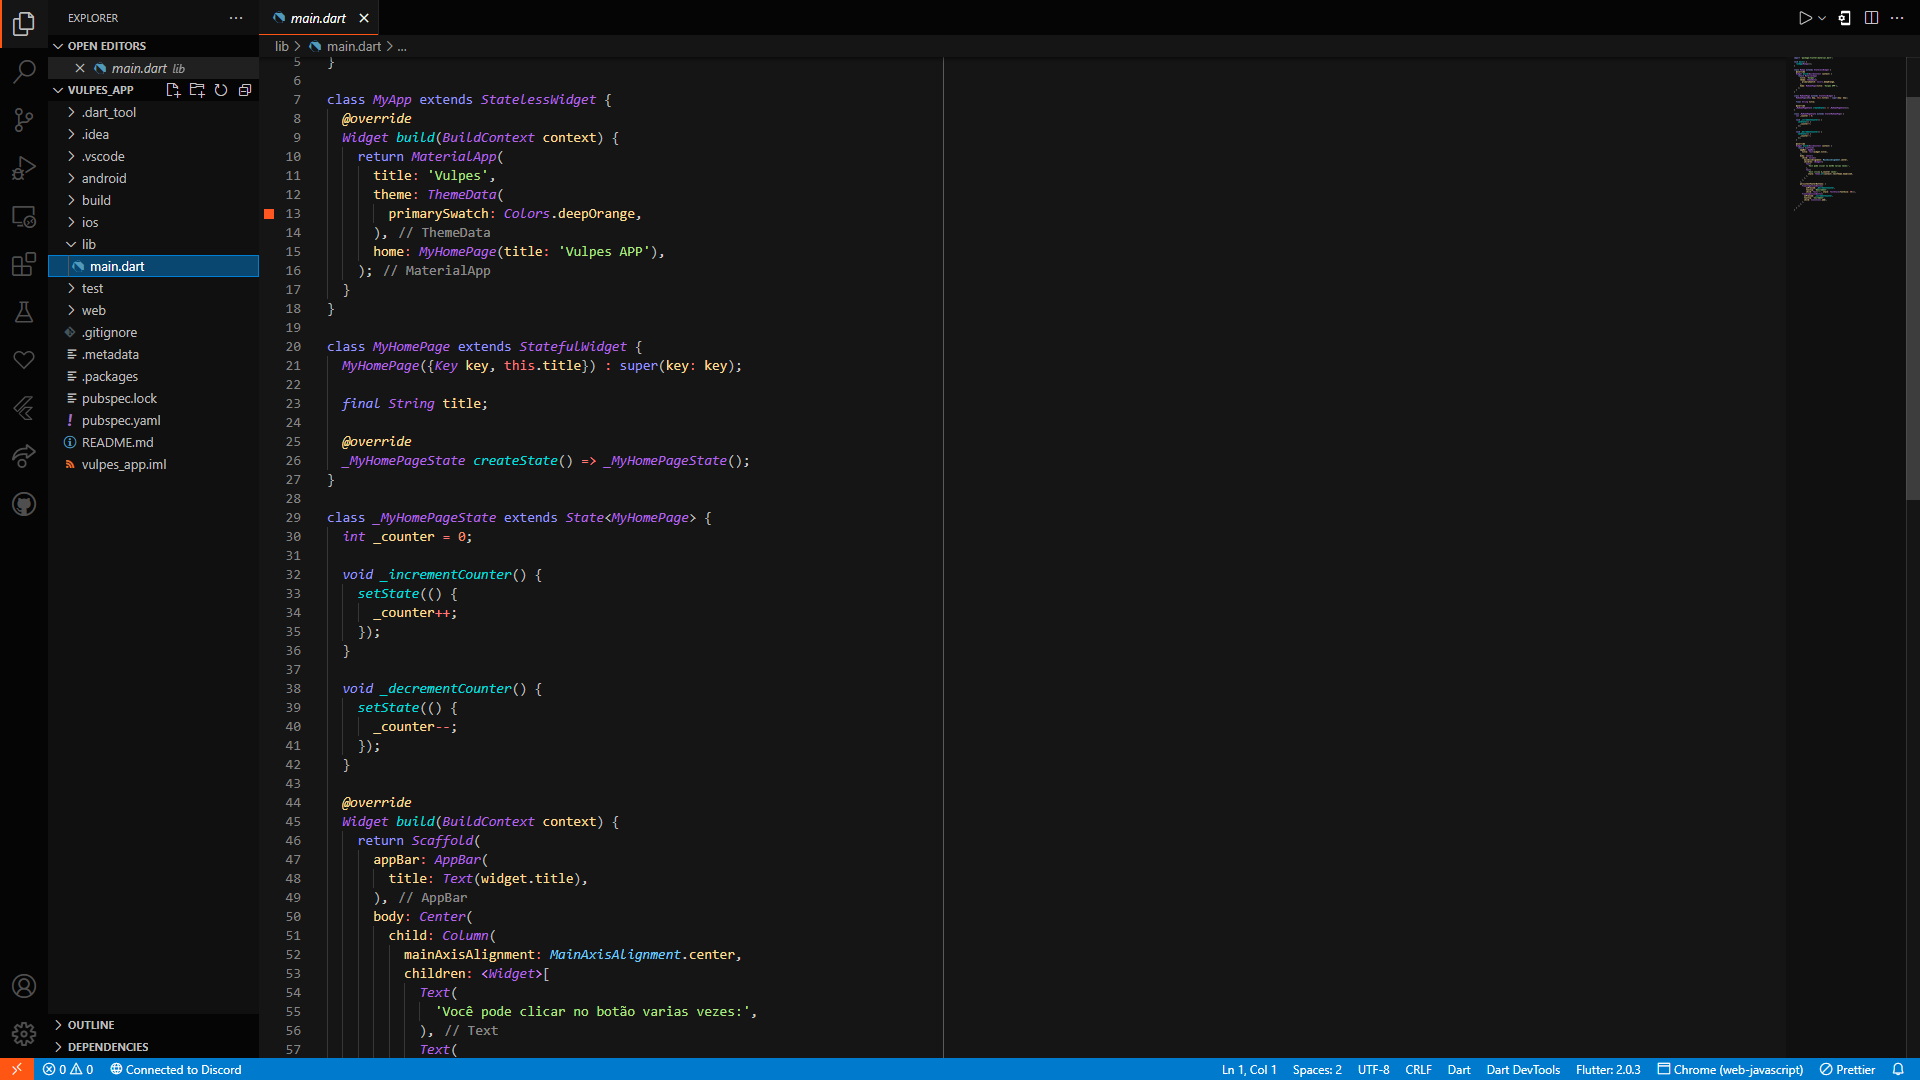 EXPLORER
OPEN EDITORS
main.dart lib
VULPES_APP
.dart_tool
.idea
.vscode
android
build
ios
lib
main.dart
test
web
.gitignore
.metadata
.packages
pubspec.lock
! pubspec.yaml
README.md
vulpes_app.iml
OUTLINE
DEPENDENCIES
main.dart
lib > main.dart > ...
5 }
6
7 class MyApp extends StatelessWidget {
8 @override
9 Widget build(BuildContext context) {
10 return MaterialApp(
11 title: 'Vulpes',
12 theme: ThemeData(
13 primarySwatch: Colors.deepOrange,
14 ), // ThemeData
15 home: MyHomePage(title: 'Vulpes APP'),
16 ); // MaterialApp
17 }
18 }
19
20 class MyHomePage extends StatefulWidget {
21 MyHomePage({Key key, this.title}) : super(key: key);
22
23 final String title;
24
25 @override
26 _MyHomePageState createState() => _MyHomePageState();
27 }
28
29 class _MyHomePageState extends State<MyHomePage> {
30 int _counter = 0;
31
32 void _incrementCounter() {
33 setState(() {
34 _counter++;
35 });
36 }
37
38 void _decrementCounter() {
39 setState(() {
40 _counter--;
41 });
42 }
43
44 @override
45 Widget build(BuildContext context) {
46 return Scaffold(
47 appBar: AppBar(
48 title: Text(widget.title),
49 ), // AppBar
50 body: Center(
51 child: Column(
52 mainAxisAlignment: MainAxisAlignment.center,
53 children: <Widget>[
54 Text(
55 'Você pode clicar no botão varias vezes:',
56 ), // Text
57 Text(
0 0 Connected to Discord Ln 1, Col 1 Spaces: 2 UTF-8 CRLF Dart Dart DevTools Flutter: 2.0.3 Chrome (web-javascript) Prettier